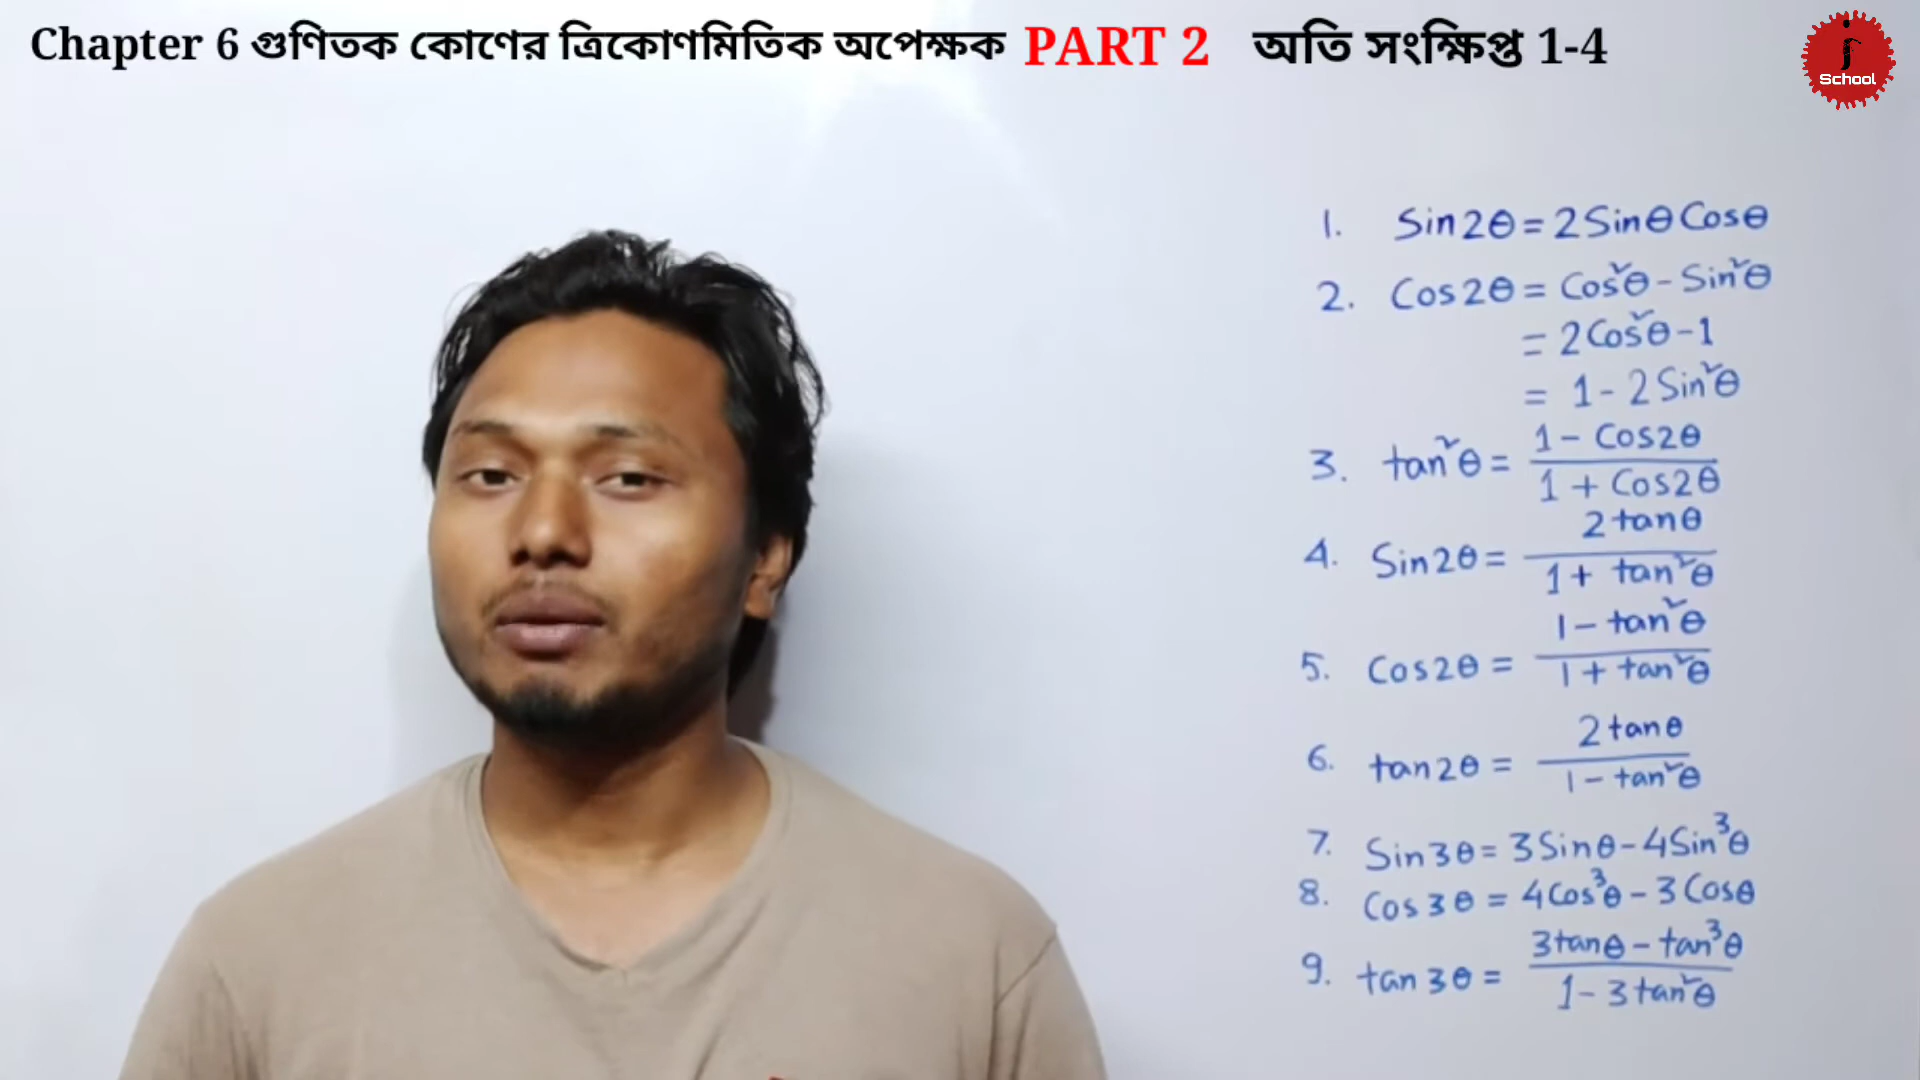 Chapter 6 গুণিতক কোণের ত্রিকোণমিতিক অপেক্ষক PART 2 অতি সংক্ষিপ্ত 1-4
f School
1. Sin2θ = 2SinθCosθ
2. Cos2θ = Cos²θ - Sin²θ
= 2Cos²θ - 1
= 1 - 2Sin²θ
3. tan²θ = (1 - Cos2θ) / (1 + Cos2θ)
4. Sin2θ = 2tanθ / (1 + tan²θ)
5. Cos2θ = (1 - tan²θ) / (1 + tan²θ)
6. tan2θ = 2tanθ / (1 - tan²θ)
7. Sin3θ = 3Sinθ - 4Sin³θ
8. Cos3θ = 4Cos³θ - 3Cosθ
9. tan3θ = (3tanθ - tan³θ) / (1 - 3tan²θ)